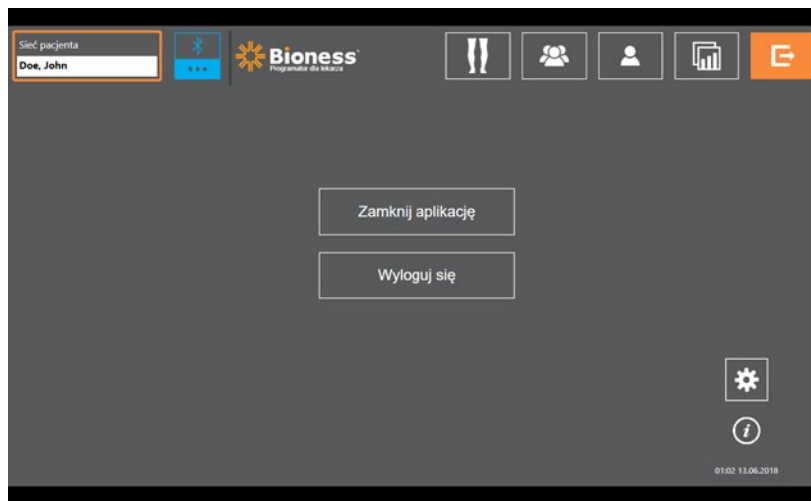 Sieć pacjenta
Doe, John
Bioness
Programator dla lekarza
Zamknij aplikację
Wyloguj się
01:02 13.06.2018